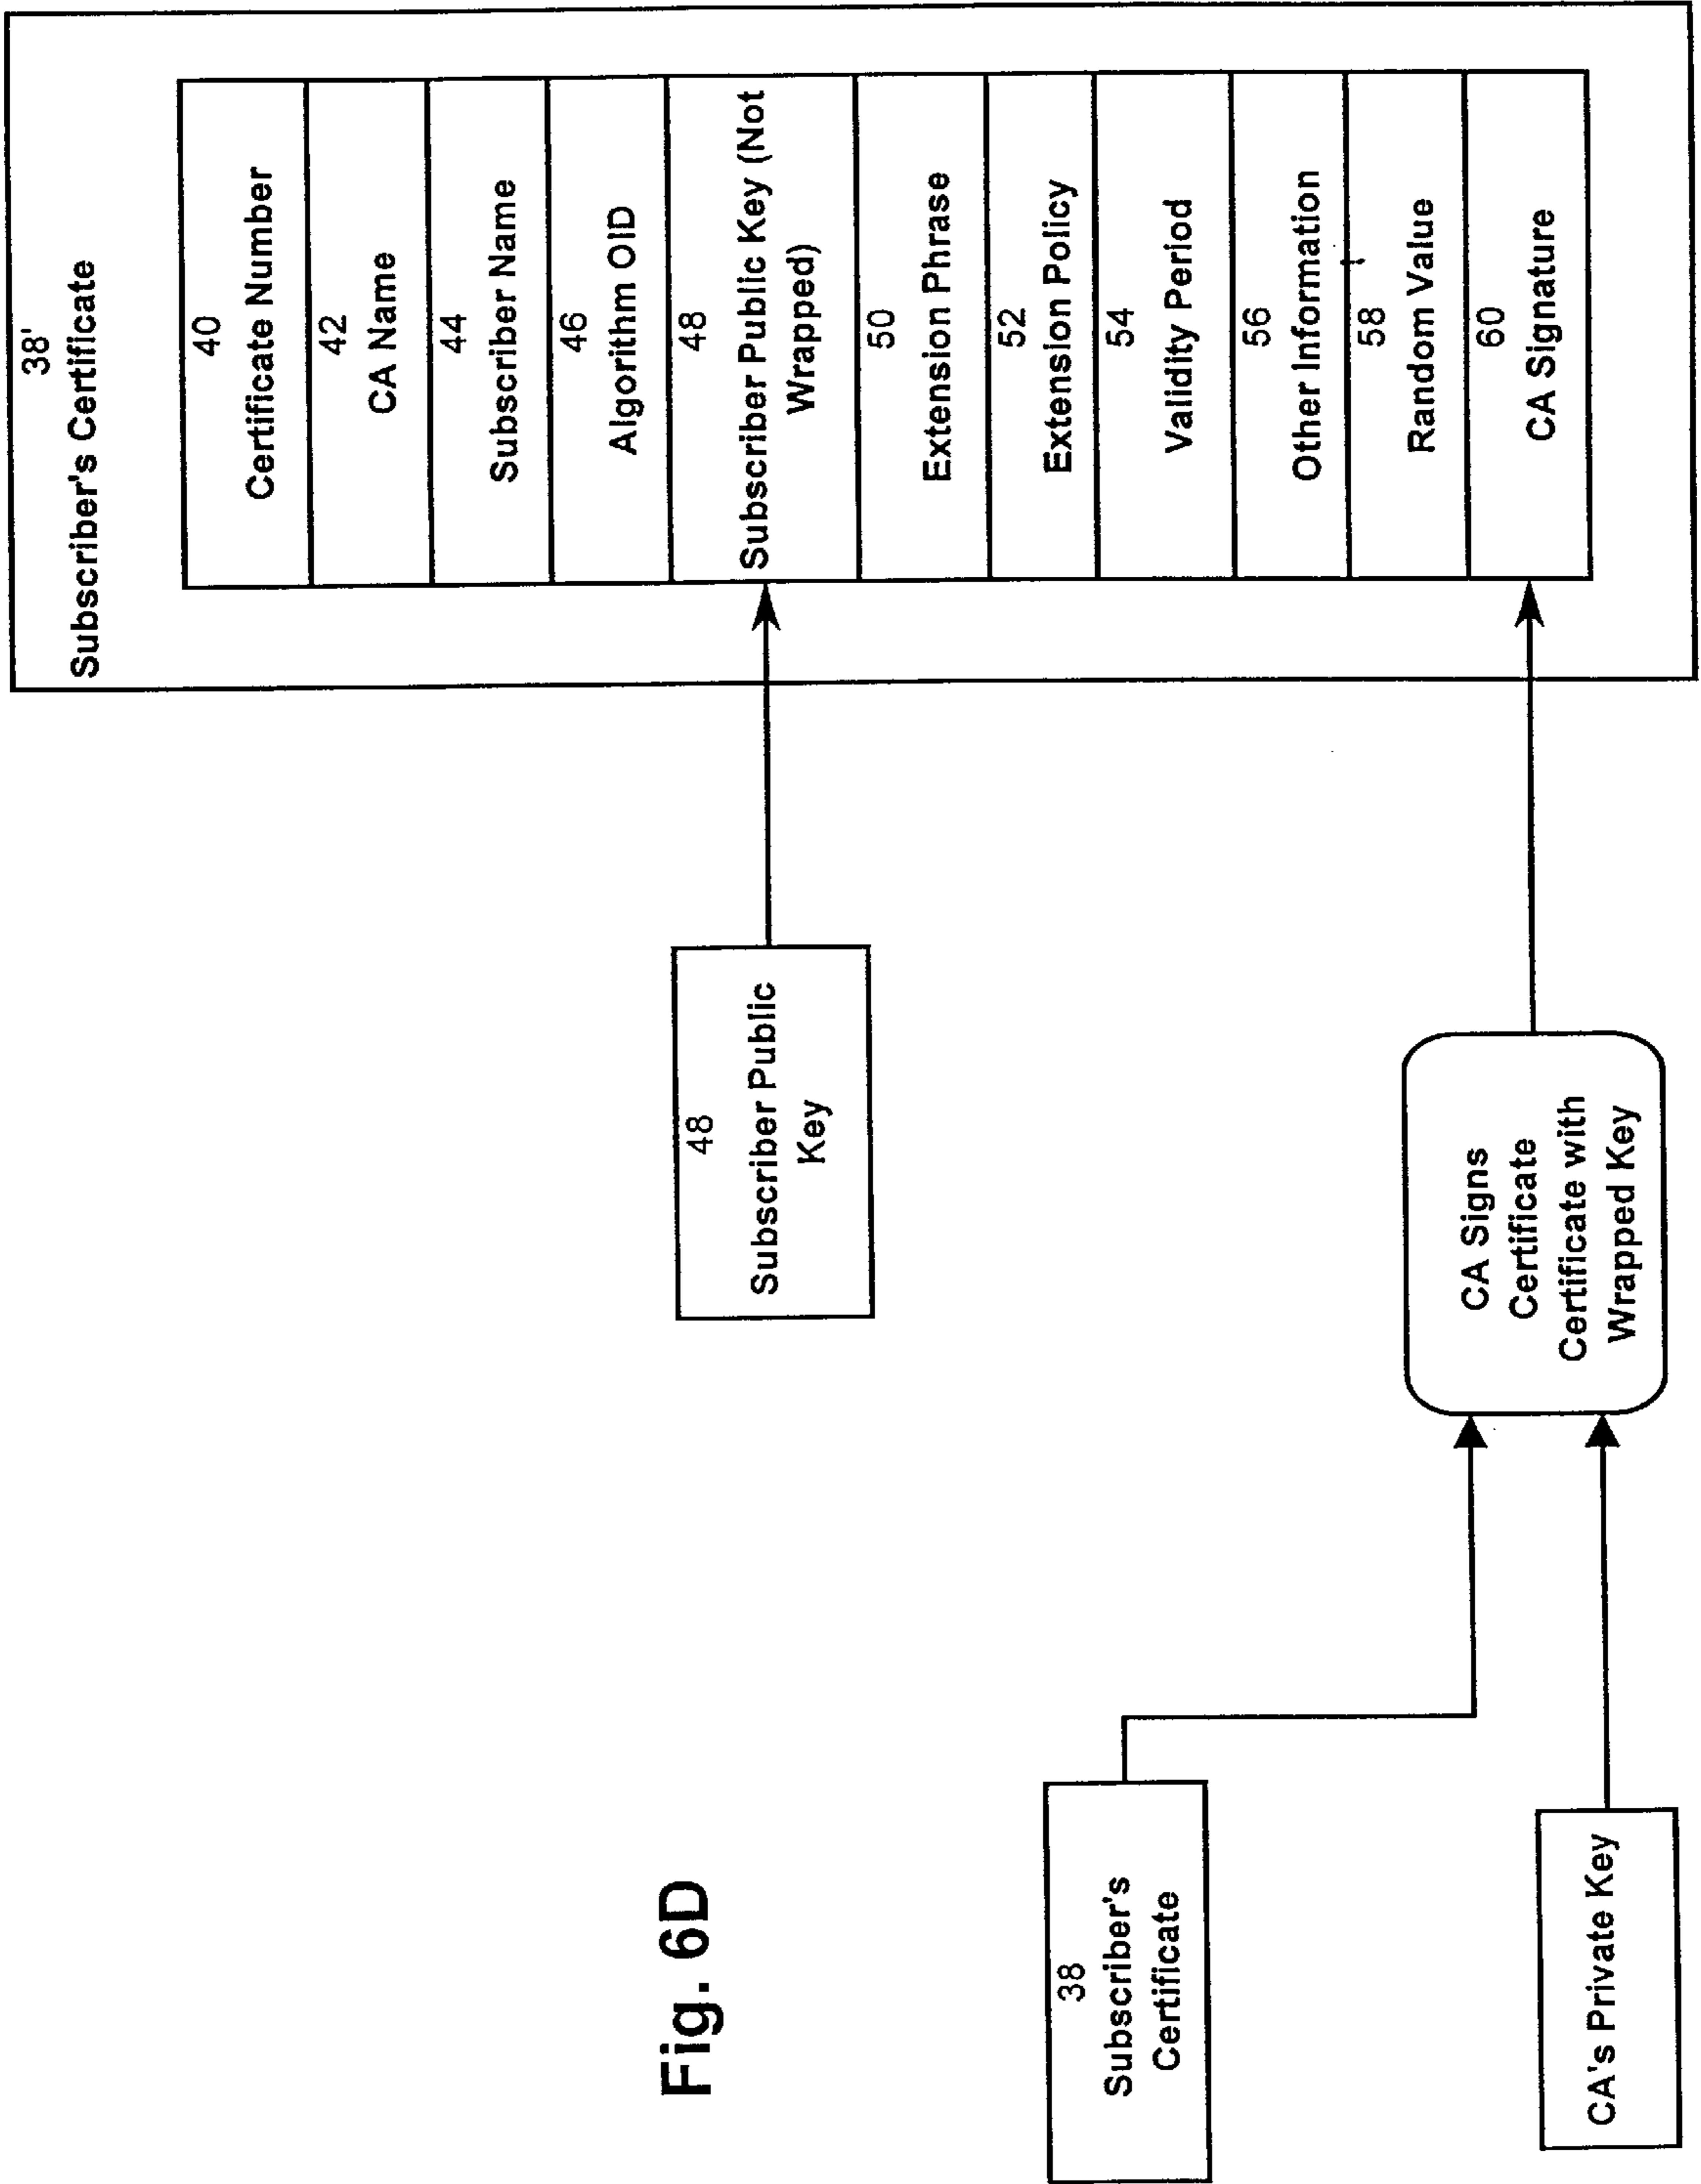 Fig. 6D
38'
Subscriber's Certificate
40
Certificate Number
42
CA Name
44
Subscriber Name
46
Algorithm OID
48
Subscriber Public Key (Not
Wrapped)
50
Extension Phrase
52
Extension Policy
54
Validity Period
56
Other Information
58
Random Value
60
CA Signature
48
Subscriber Public
Key
38
Subscriber's
Certificate
CA Signs
Certificate
Certificate with
Wrapped Key
CA's Private Key